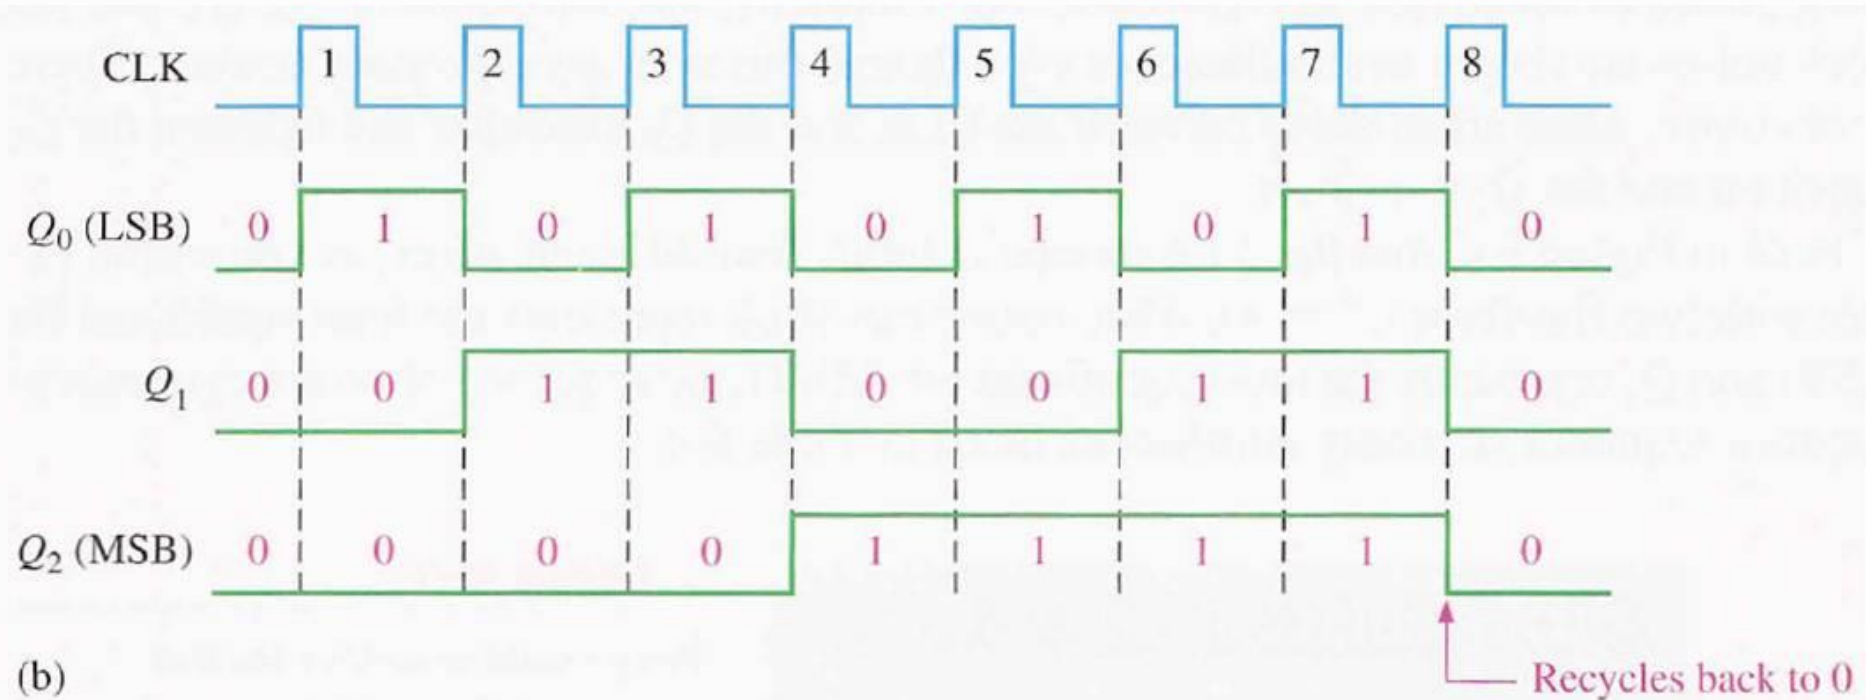 CLK 1 2 3 4 5 6 7 8
Q0 (LSB) 0 1 0 1 0 1 0 1 0
Q1 0 0 1 1 0 0 1 1 0
Q2 (MSB) 0 0 0 0 1 1 1 1 0
(b)
Recycles back to 0